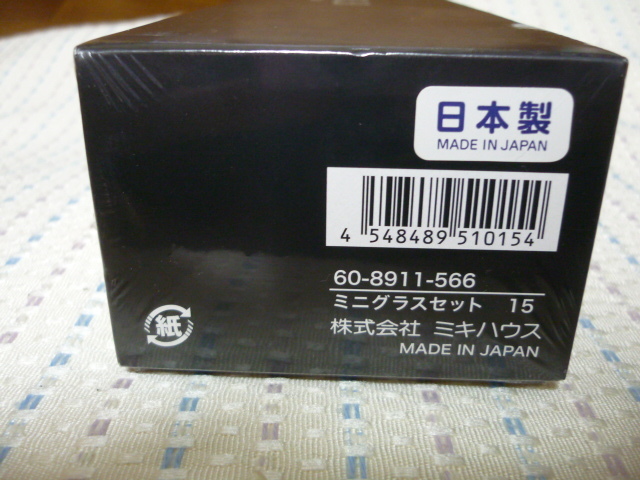 日本製
MADE IN JAPAN
4 548489 510154
60-8911-566
ミニグラスセット 15
株式会社 ミキハウス
MADE IN JAPAN
紙